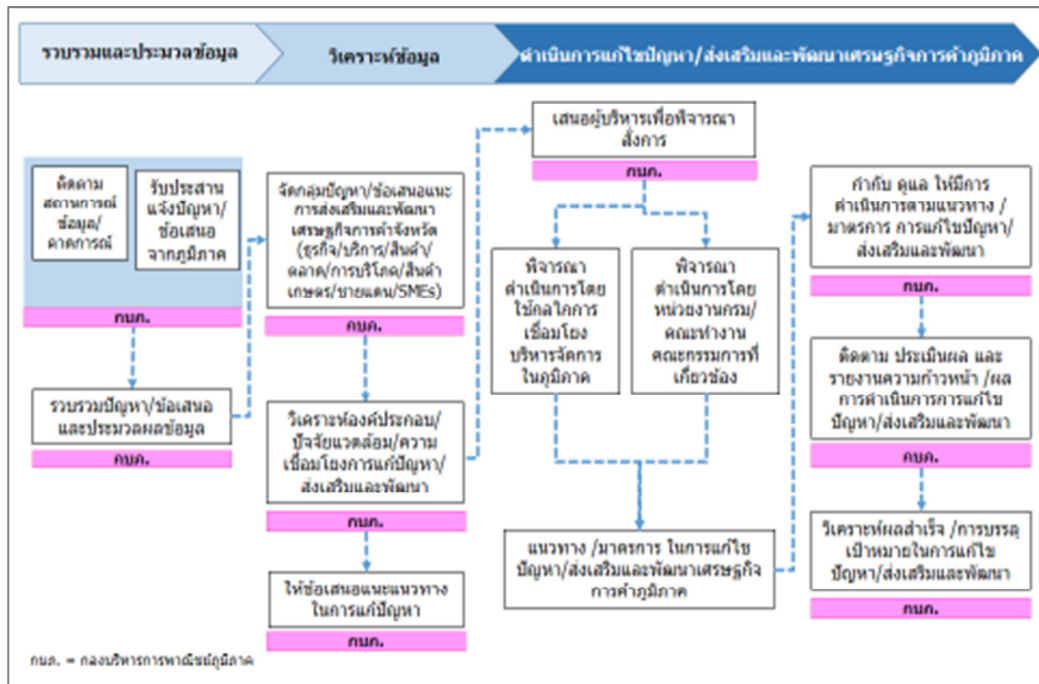 รวบรวมและประมวลข้อมูล
วิเคราะห์ข้อมูล
ดำเนินการแก้ไขปัญหา/ส่งเสริมและพัฒนาเศรษฐกิจการค้าภูมิภาค
ติดตาม
สถานการณ์
ข้อมูล/
คาดการณ์
รับประสาน
แจ้งปัญหา/
ข้อเสนอ
จากภูมิภาค
กบภ.
รวบรวมปัญหา/ข้อเสนอ
และประมวลผลข้อมูล
กบภ.
จัดกลุ่มปัญหา/ข้อเสนอแนะ
การส่งเสริมและพัฒนา
เศรษฐกิจการค้าจังหวัด
(ธุรกิจ/บริการ/สินค้า/
ตลาด/การบริโภค/สินค้า
เกษตร/ชายแดน/SMEs)
กบภ.
วิเคราะห์องค์ประกอบ/
ปัจจัยแวดล้อม/ความ
เชื่อมโยงการแก้ปัญหา/
ส่งเสริมและพัฒนา
กบภ.
ให้ข้อเสนอแนะแนวทาง
ในการแก้ปัญหา
กบภ.
เสนอผู้บริหารเพื่อพิจารณา
สั่งการ
กบภ.
พิจารณา
ดำเนินการโดย
ใช้กลไกการ
เชื่อมโยง
บริหารจัดการ
ในภูมิภาค
พิจารณา
ดำเนินการโดย
หน่วยงานกรม/
คณะทำงาน
คณะกรรมการที่
เกี่ยวข้อง
แนวทาง /มาตรการ ในการแก้ไข
ปัญหา/ส่งเสริมและพัฒนาเศรษฐกิจ
การค้าภูมิภาค
กำกับ ดูแล ให้มีการ
ดำเนินการตามแนวทาง /
มาตรการ การแก้ไขปัญหา/
ส่งเสริมและพัฒนา
กบภ.
ติดตาม ประเมินผล และ
รายงานความก้าวหน้า /ผล
การดำเนินการการแก้ไข
ปัญหา/ส่งเสริมและพัฒนา
กบภ.
วิเคราะห์ผลสำเร็จ /การบรรลุ
เป้าหมายในการแก้ไข
ปัญหา/ส่งเสริมและพัฒนา
กบภ.
กบภ. = กองบริหารการพาณิชย์ภูมิภาค